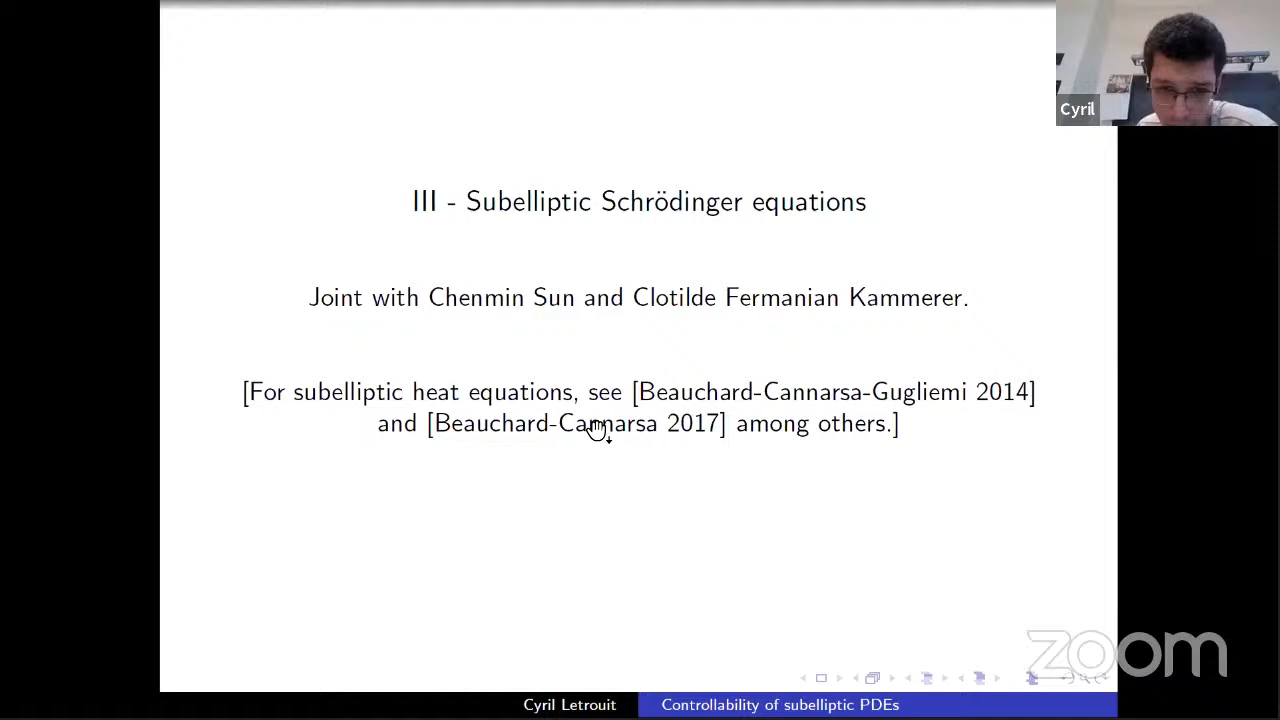 Cyril
III - Subelliptic Schrödinger equations
Joint with Chenmin Sun and Clotilde Fermanian Kammerer.
[For subelliptic heat equations, see [Beauchard-Cannarsa-Gugliemi 2014]
and [Beauchard-Cannarsa 2017] among others.]
zoom
Cyril Letrouit
Controllability of subelliptic PDEs